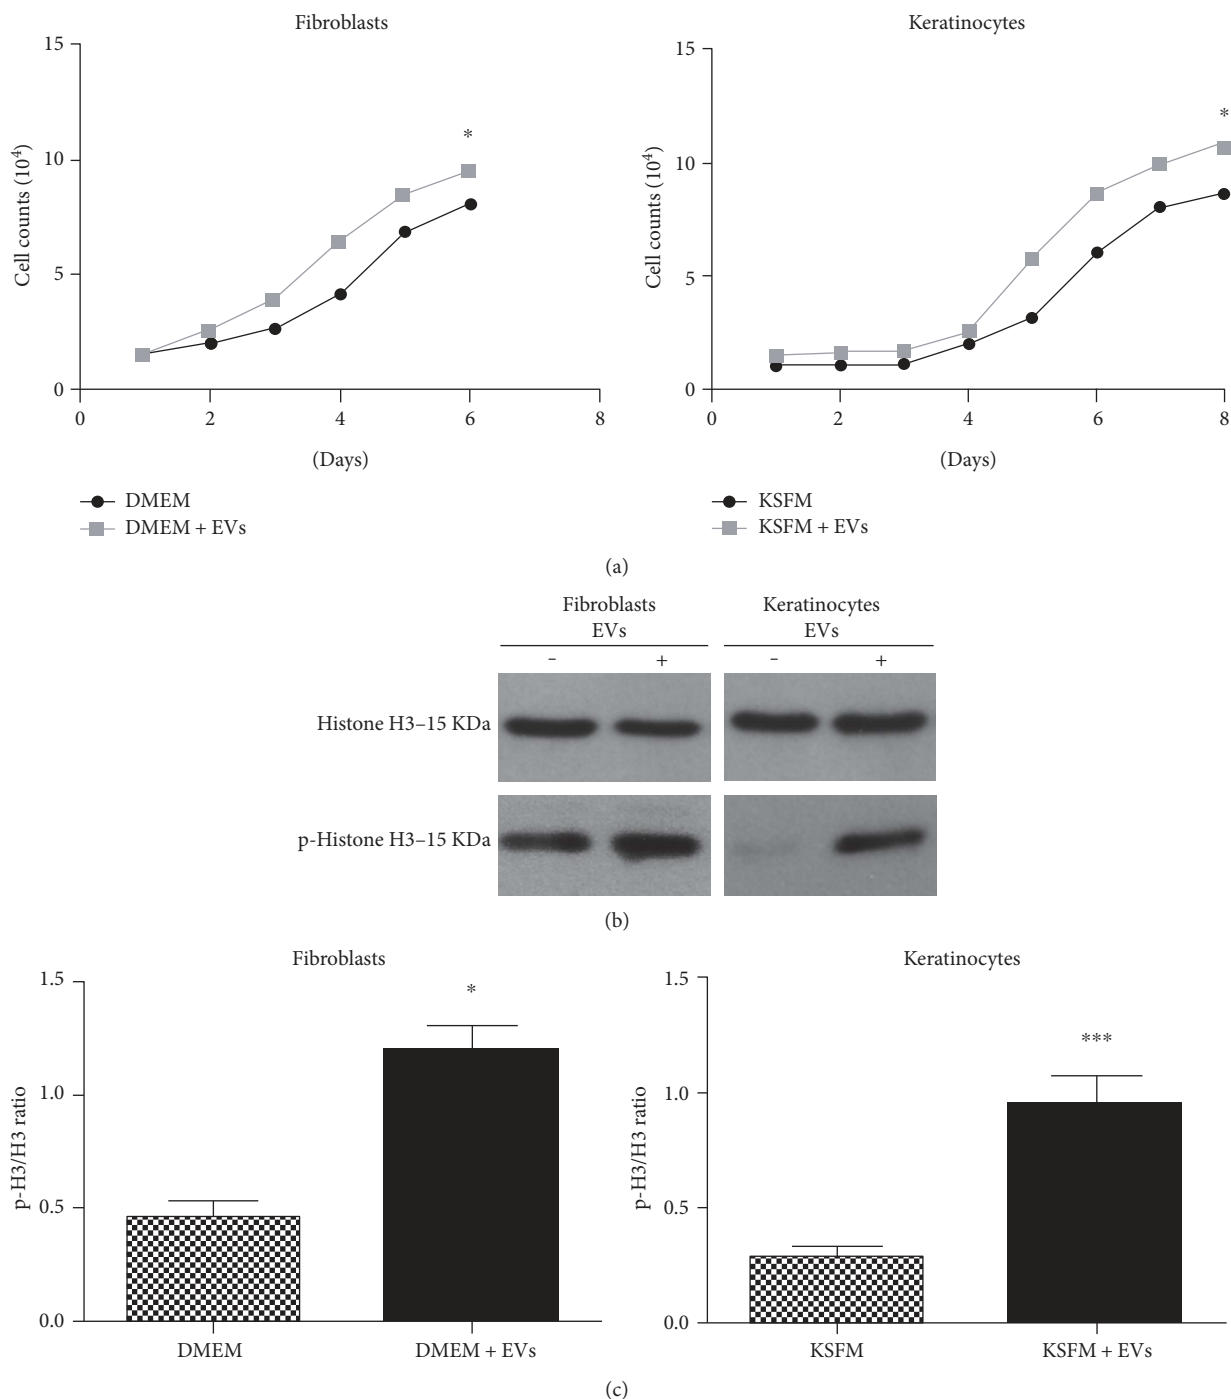 Fibroblasts
15
10
5
0
Cell counts (10⁴)
*
0 2 4 6 8
(Days)
DMEM
DMEM + EVs
Keratinocytes
15
10
5
0
Cell counts (10⁴)
*
0 2 4 6 8
(Days)
KSFM
KSFM + EVs
(a)
Fibroblasts
EVs
- +
Keratinocytes
EVs
- +
Histone H3–15 KDa
p-Histone H3–15 KDa
(b)
Fibroblasts
1.5
1.0
0.5
0.0
p-H3/H3 ratio
*
DMEM DMEM + EVs
Keratinocytes
1.5
1.0
0.5
0.0
p-H3/H3 ratio
***
KSFM KSFM + EVs
(c)